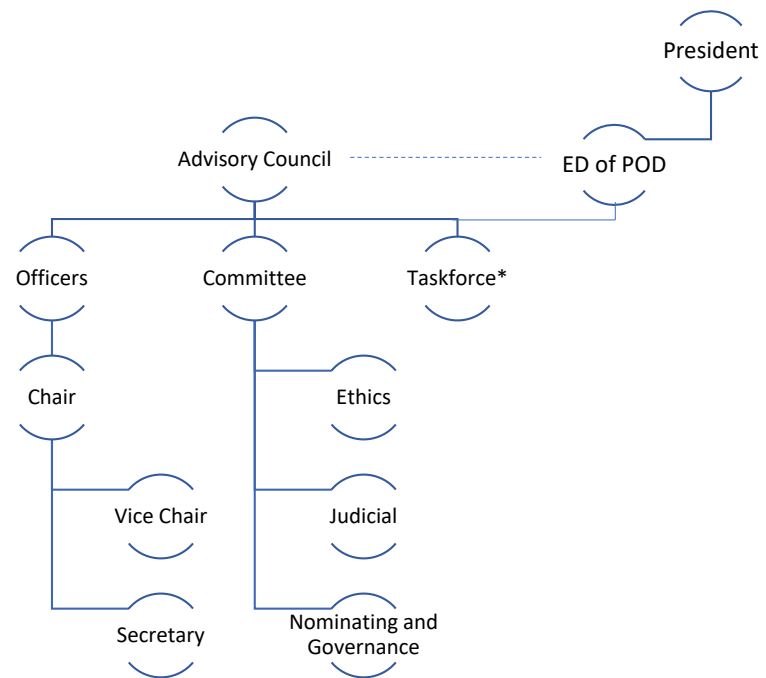 President
Advisory Council
ED of POD
Officers
Committee
Taskforce*
Chair
Ethics
Vice Chair
Judicial
Secretary
Nominating and
Governance